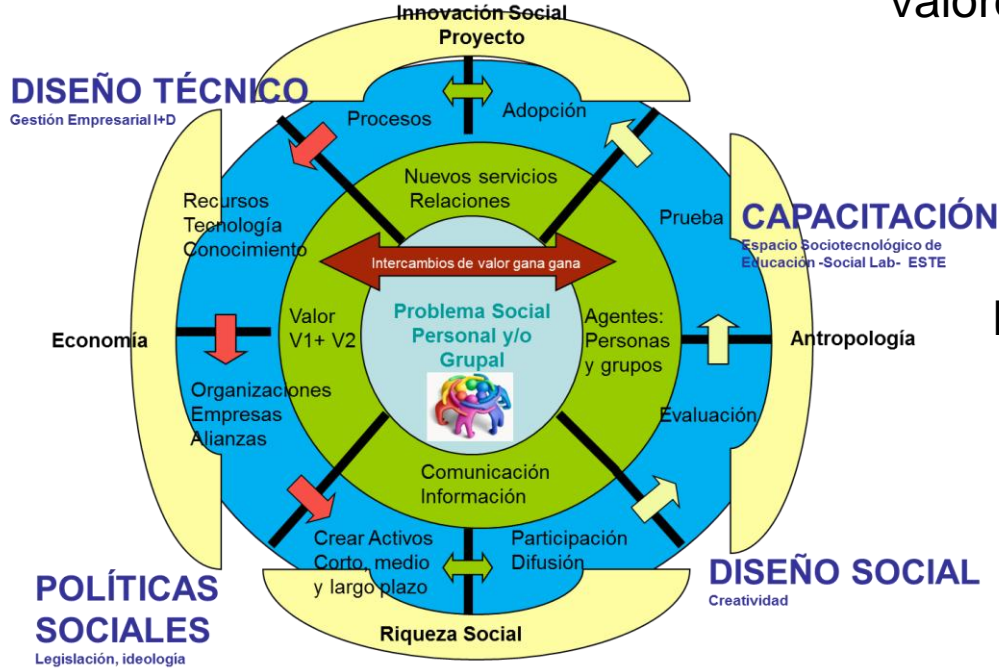 Innovación Social
Proyecto
DISEÑO TÉCNICO
Gestión Empresarial I+D
Procesos
Adopción
Nuevos servicios
Relaciones
Recursos
Tecnología
Conocimiento
Prueba
CAPACITACIÓN
Espacio Sociotecnológico de
Educación -Social Lab- ESTE
Intercambios de valor gana gana
Economía
Valor
V1+ V2
Problema Social
Personal y/o
Grupal
Agentes:
Personas
y grupos
Antropología
Organizaciones
Empresas
Alianzas
Evaluación
Comunicación
Información
Crear Activos
Corto, medio
y largo plazo
Participación
Difusión
POLÍTICAS
SOCIALES
Legislación, ideología
Riqueza Social
DISEÑO SOCIAL
Creatividad